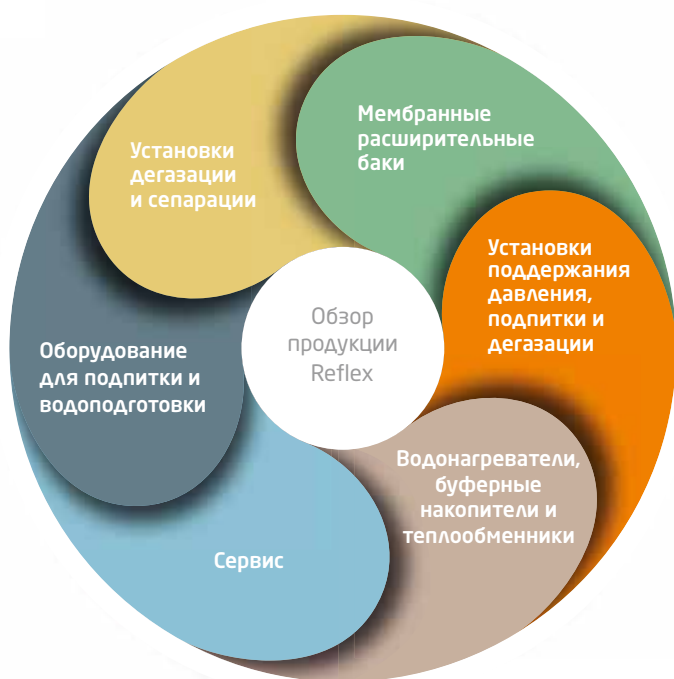 Мембранные
расширительные
баки
Установки
поддержания
давления,
подпитки и
дегазации
Водонагреватели,
буферные
накопители и
теплообменники
Сервис
Оборудование
для подпитки и
водоподготовки
Установки
дегазации
и сепарации
Обзор
продукции
Reflex